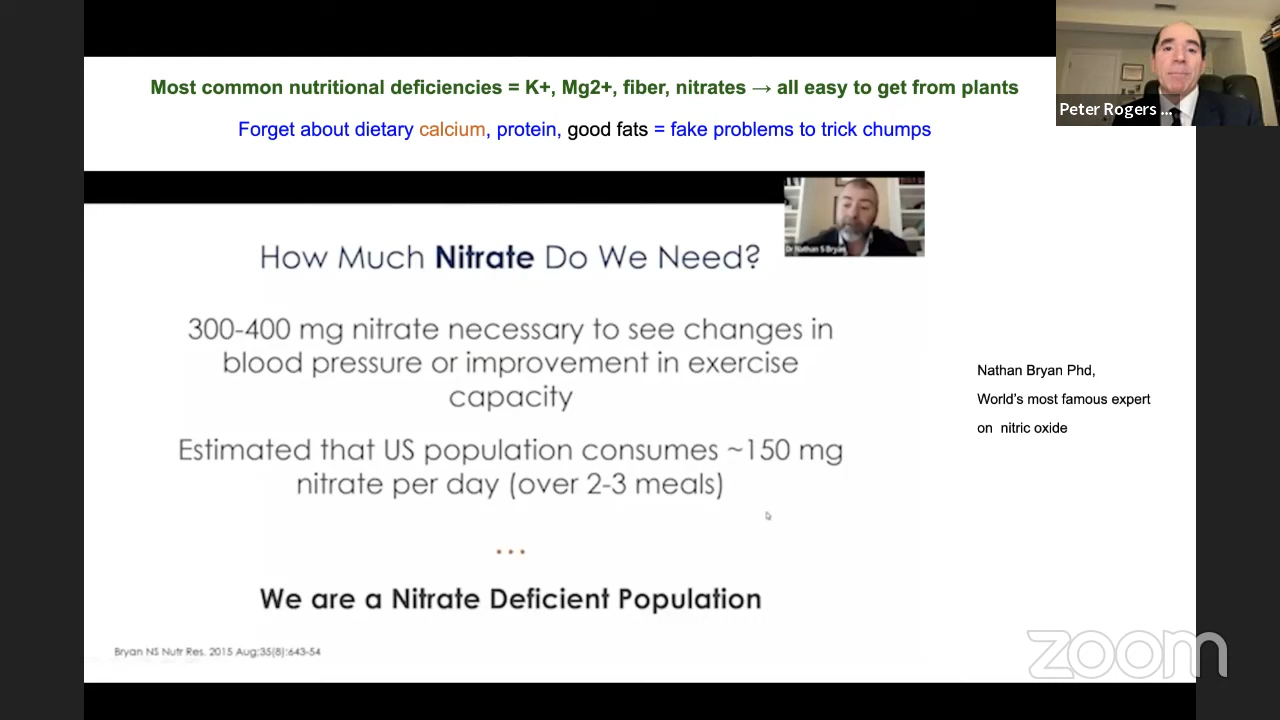 Most common nutritional deficiencies = K+, Mg2+, fiber, nitrates → all easy to get from plants
Forget about dietary calcium, protein, good fats = fake problems to trick chumps
Peter Rogers ...
Dr Nathan S Bryan
How Much Nitrate Do We Need?
300-400 mg nitrate necessary to see changes in
blood pressure or improvement in exercise
capacity
Estimated that US population consumes ~150 mg
nitrate per day (over 2-3 meals)
...
We are a Nitrate Deficient Population
Bryan NS Nutr Res. 2015 Aug;35(8):643-54
Nathan Bryan Phd,
World's most famous expert
on nitric oxide
zoom